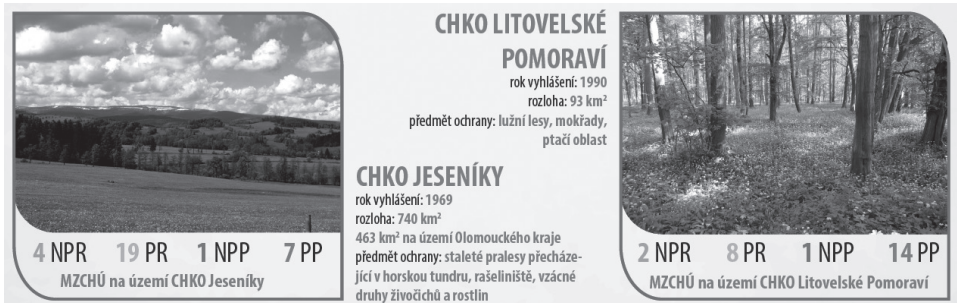 CHKO LITOVELSKÉ
POMORAVÍ
rok vyhlášení: 1990
rozloha: 93 km²
předmět ochrany: lužní lesy, mokřady,
ptačí oblast
CHKO JESENÍKY
rok vyhlášení: 1969
rozloha: 740 km²
463 km² na území Olomouckého kraje
předmět ochrany: staleté pralesy přecháze-
jící v horskou tundru, rašeliniště, vzácné
druhy živočichů a rostlin
4 NPR 19 PR 1 NPP 7 PP
MZCHÚ na území CHKO Jeseníky
2 NPR 8 PR 1 NPP 14 PP
MZCHÚ na území CHKO Litovelské Pomoraví